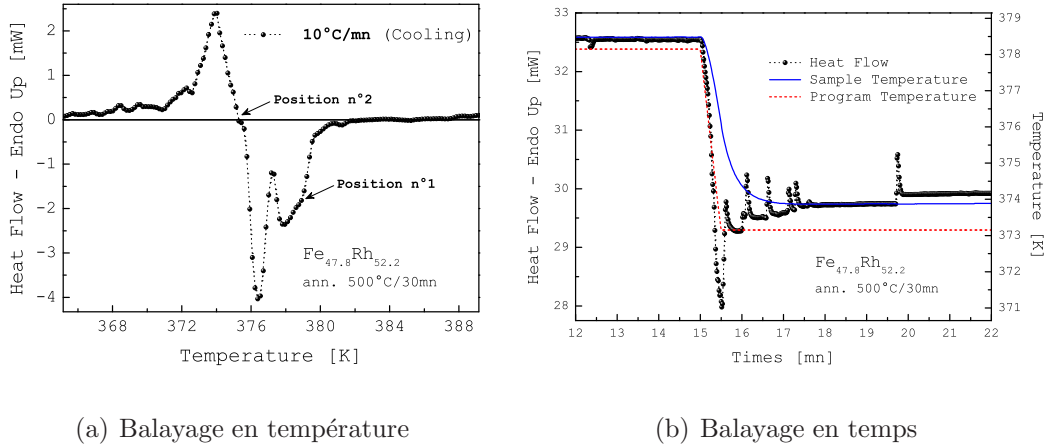 2
1
0
-1
-2
-3
-4
Heat Flow - Endo Up [mW]
10°C/mn (Cooling)
Position n°2
Position n°1
Fe47.8Rh52.2
ann. 500°C/30mn
368 372 376 380 384 388
Temperature [K]
(a) Balayage en température
33
32
31
30
29
28
Heat Flow - Endo Up [mW]
Heat Flow
Sample Temperature
Program Temperature
Fe47.8Rh52.2
ann. 500°C/30mn
379
378
377
376
375
374
373
372
371
Temperature [K]
12 13 14 15 16 17 18 19 20 21 22
Times [mn]
(b) Balayage en temps